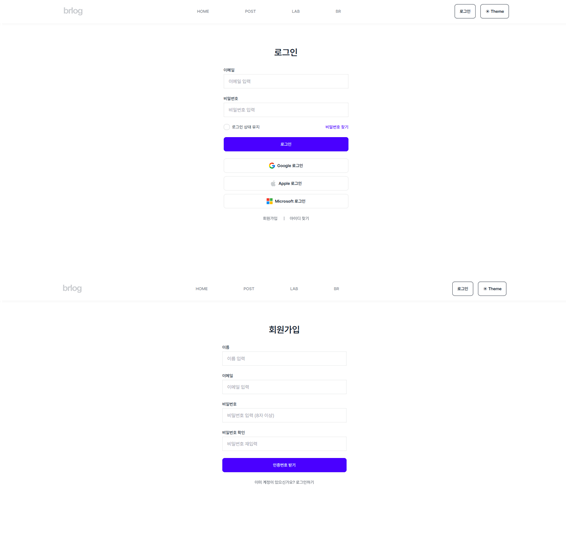 brlog HOME POST LAB BR 로그인 ☀ Theme
로그인
이메일
이메일 입력
비밀번호
비밀번호 입력
로그인 상태 유지 비밀번호 찾기
로그인
Google 로그인
Apple 로그인
Microsoft 로그인
회원가입 | 아이디 찾기
brlog HOME POST LAB BR 로그인 ☀ Theme
회원가입
이름
이름 입력
이메일
이메일 입력
비밀번호
비밀번호 입력 (8자 이상)
비밀번호 확인
비밀번호 재입력
인증번호 받기
이미 계정이 있으신가요? 로그인하기